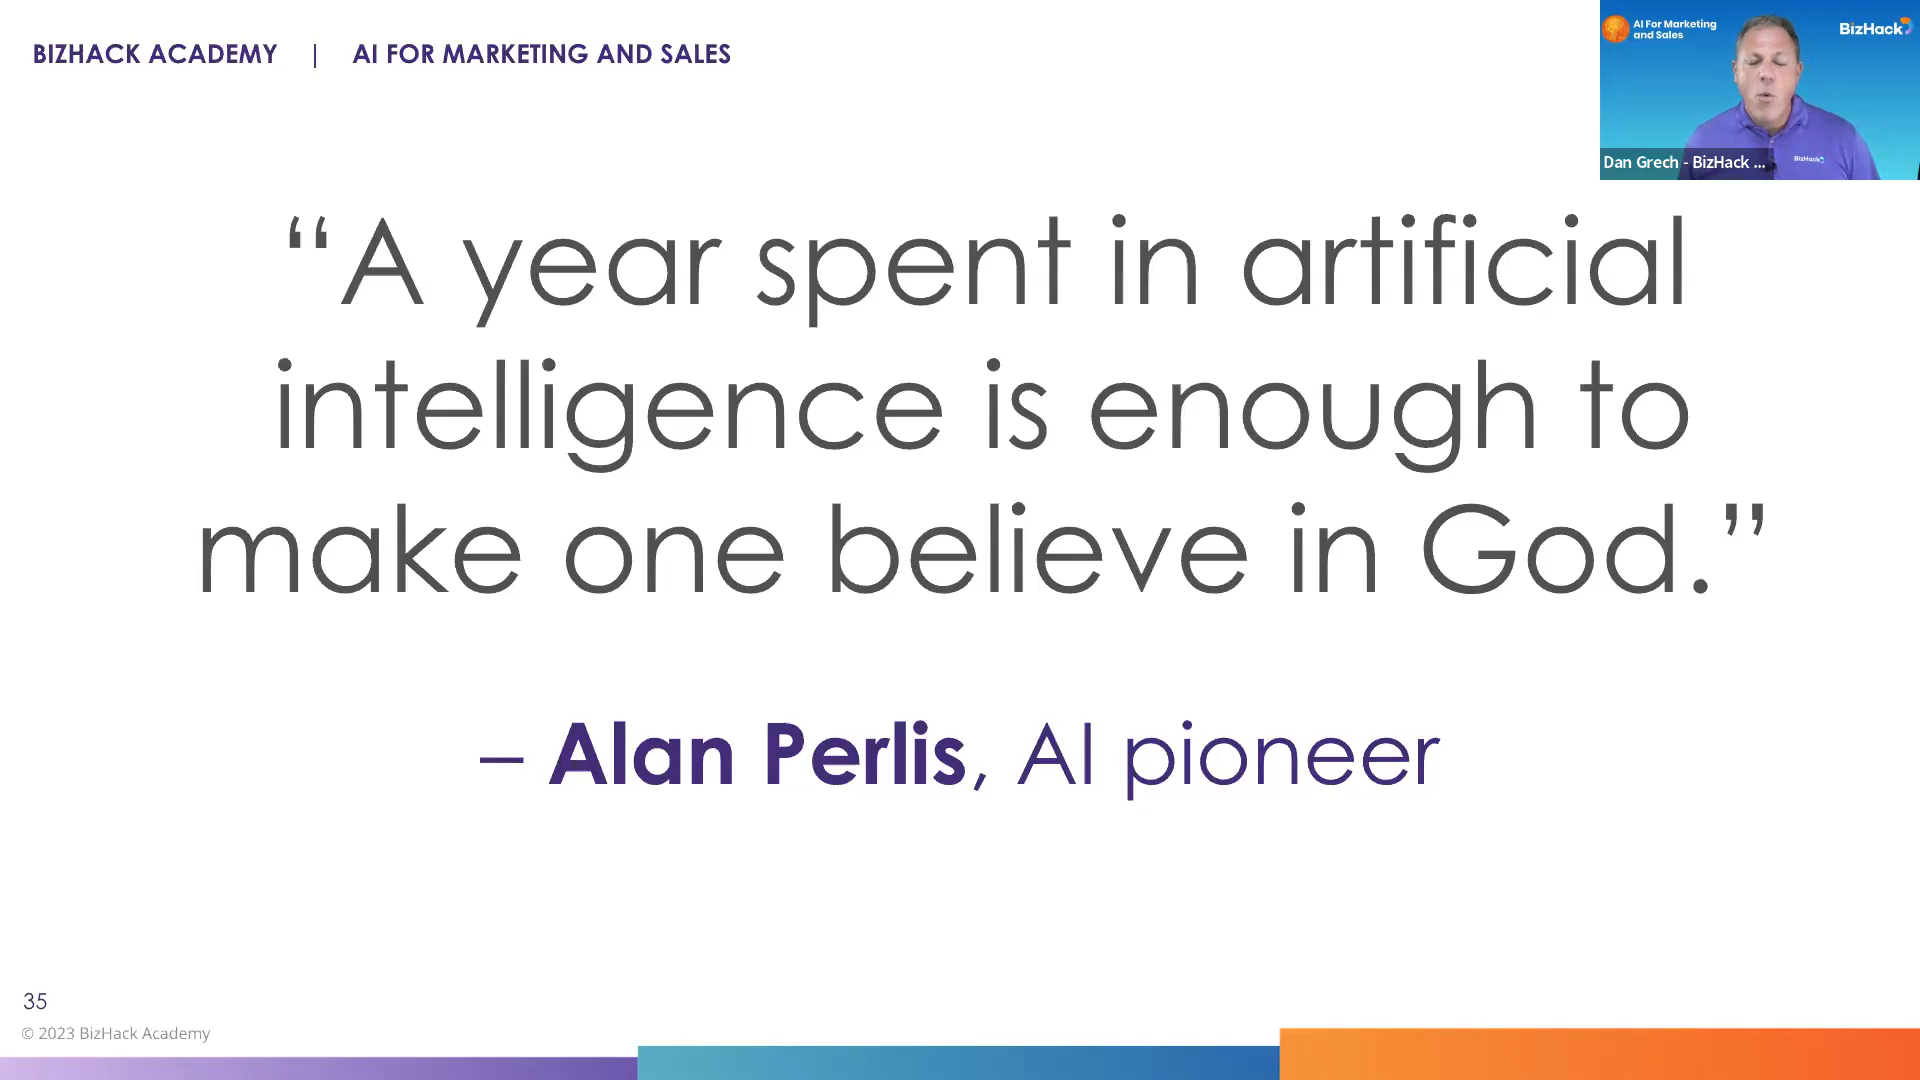 BIZHACK ACADEMY | AI FOR MARKETING AND SALES
AI For Marketing
and Sales
BizHack
BizHack
Dan Grech - BizHack ...
“A year spent in artificial
intelligence is enough to
make one believe in God.”
– Alan Perlis, AI pioneer
35
© 2023 BizHack Academy